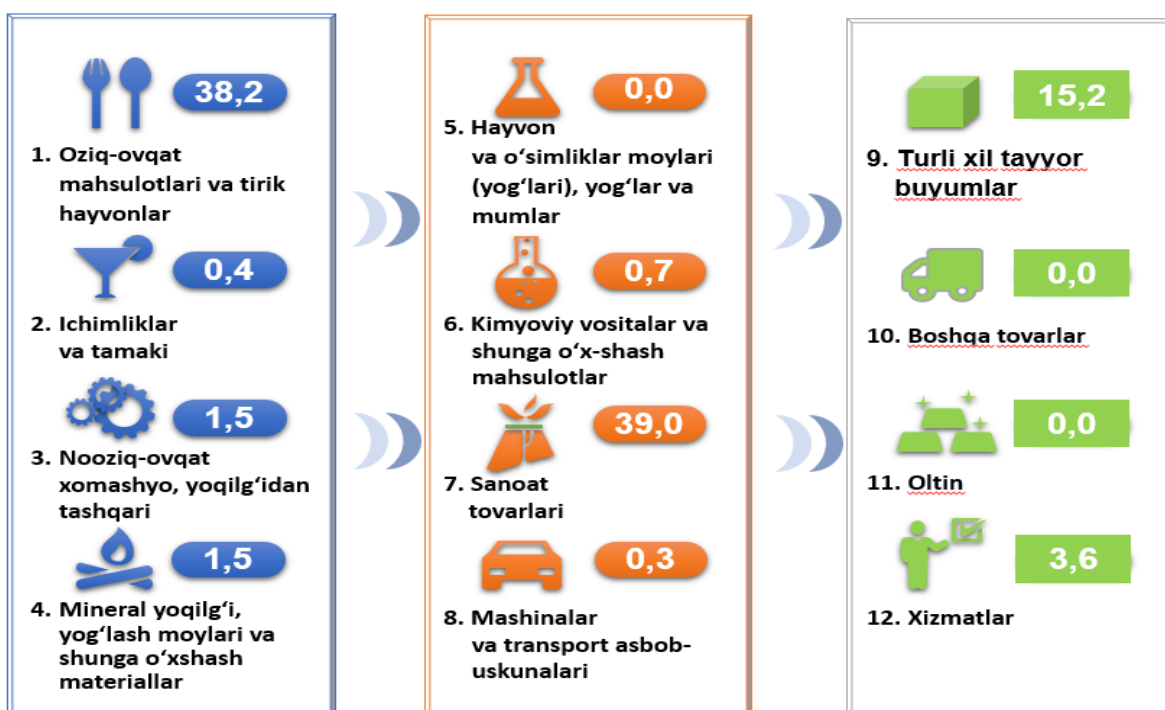 38,2
1. Oziq-ovqat
mahsulotlari va tirik
hayvonlar
0,4
2. Ichimliklar
va tamaki
1,5
3. Nooziq-ovqat
xomashyo, yoqilg‘idan
tashqari
1,5
4. Mineral yoqilg‘i,
yog‘lash moylari va
shunga o‘xshash
materiallar
0,0
5. Hayvon
va o‘simliklar moylari
(yog‘lari), yog‘lar va
mumlar
0,7
6. Kimyoviy vositalar va
shunga o‘x-shash
mahsulotlar
39,0
7. Sanoat
tovarlari
0,3
8. Mashinalar
va transport asbob-
uskunalari
15,2
9. Turli xil tayyor
buyumlar
0,0
10. Boshqa tovarlar
0,0
11. Oltin
3,6
12. Xizmatlar